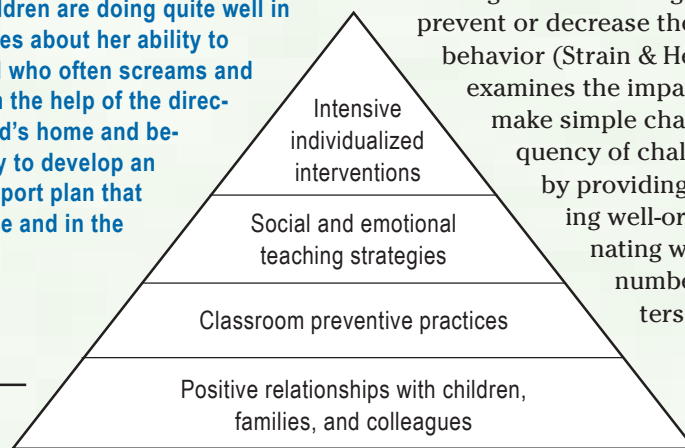 ildren are doing quite well in
es about her ability to
who often screams and
the help of the direc-
d's home and be-
y to develop an
port plan that
e and in the
Intensive
individualized
interventions
Social and emotional
teaching strategies
Classroom preventive practices
Positive relationships with children,
families, and colleagues
prevent or decrease the
behavior (Strain & He
examines the impa
make simple cha
quency of chal
by providing
ing well-or
nating w
numbe
ters